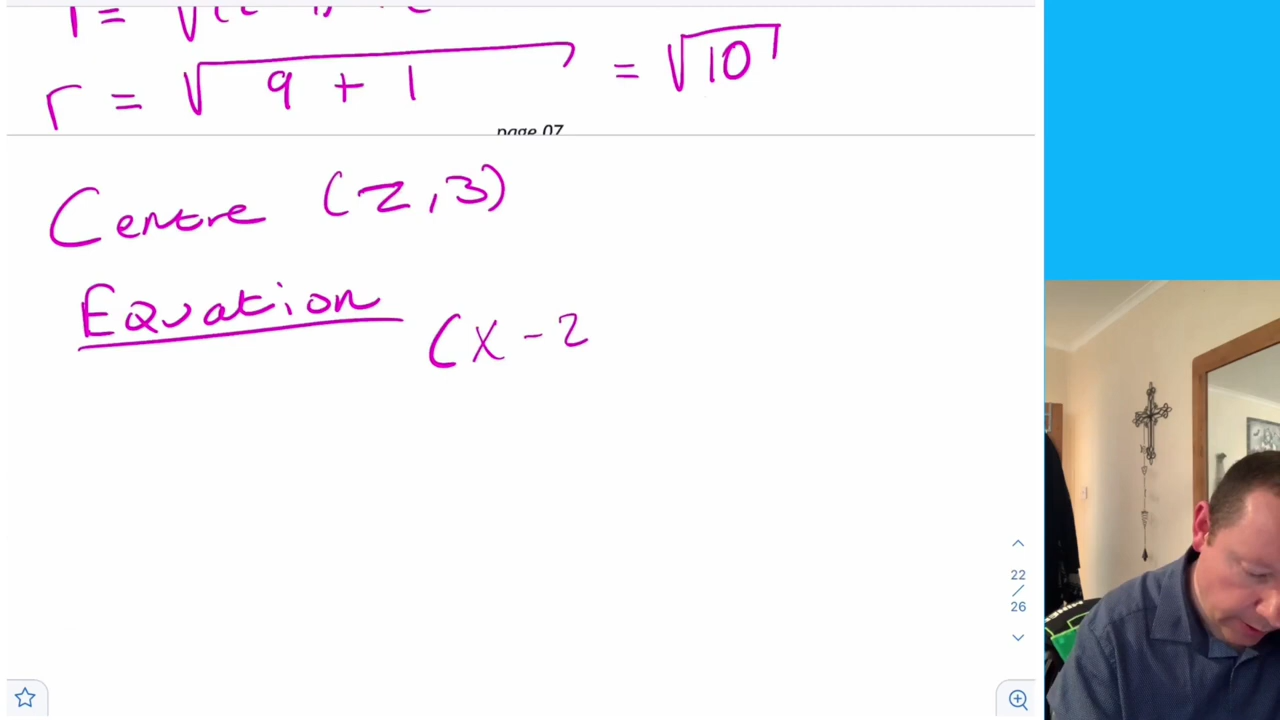 r = √9 + 1 = √10
page 07
Centre (2,3)
Equation (x - 2
22
/
26